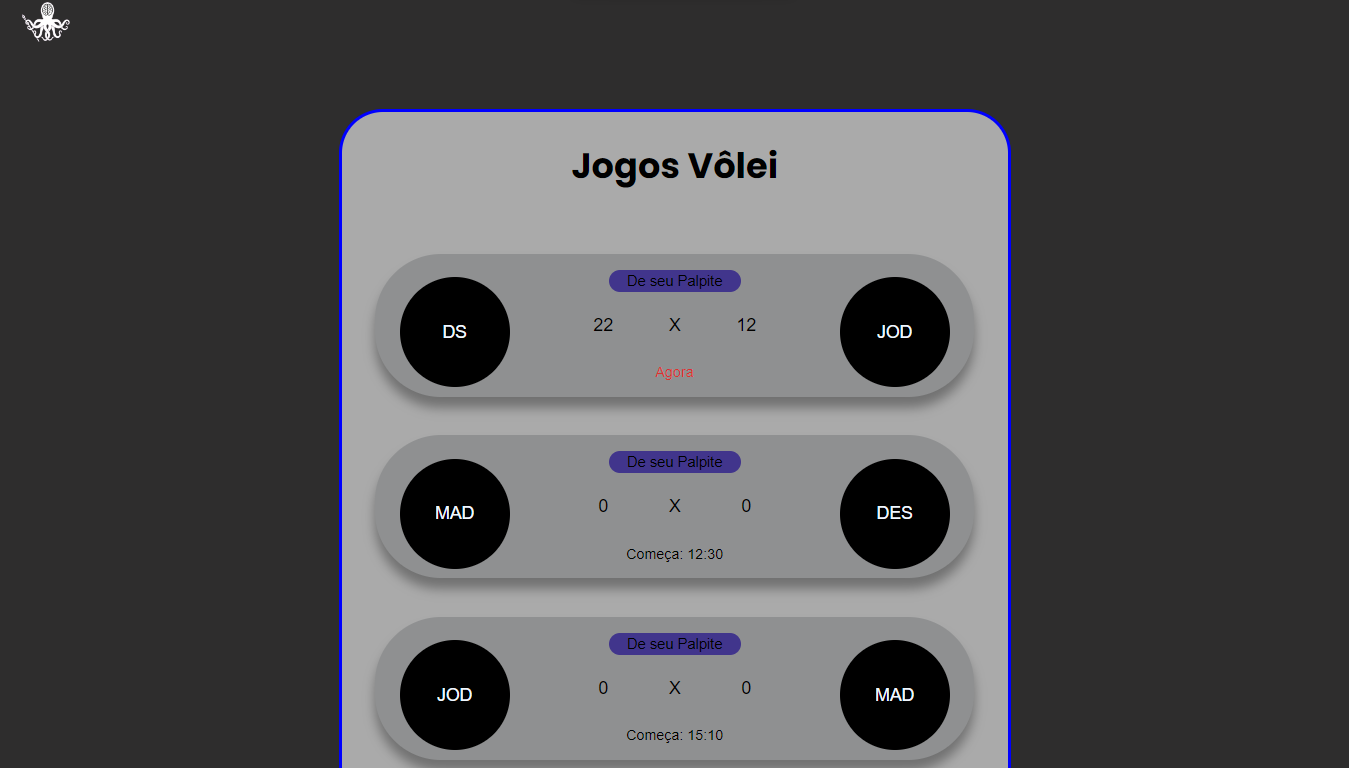 Jogos Vôlei
De seu Palpite
DS 22 X 12 JOD
Agora
De seu Palpite
MAD 0 X 0 DES
Começa: 12:30
De seu Palpite
JOD 0 X 0 MAD
Começa: 15:10